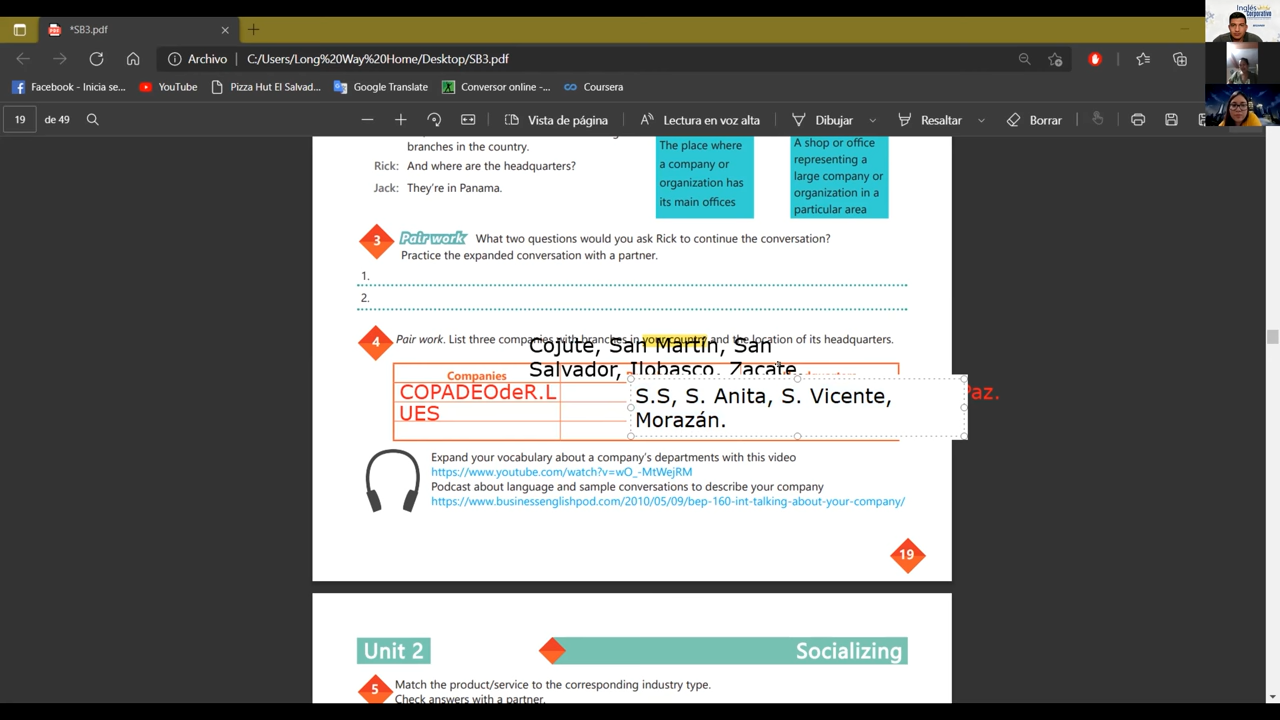 *SB3.pdf
Inglés
Corporativo
Archivo C:/Users/Long%20Way%20Home/Desktop/SB3.pdf
Facebook - Inicia se...
YouTube
Pizza Hut El Salvad...
Google Translate
Conversor online -...
Coursera
19 de 49
Vista de página
Lectura en voz alta
Dibujar
Resaltar
Borrar
branches in the country.
Rick: And where are the headquarters?
Jack: They're in Panama.
The place where
a company or
organization has
its main offices
A shop or office
representing a
large company or
organization in a
particular area
3 Pair work What two questions would you ask Rick to continue the conversation?
Practice the expanded conversation with a partner.
1.
2.
4 Pair work. List three companies with branches in your country and the location of its headquarters.
Cojute, San Martín, San
Salvador, Ilobasco, Zacate
Companies
COPADEOdeR.L
UES
S.S, S. Anita, S. Vicente,
Morazán.
Paz.
Expand your vocabulary about a company's departments with this video
https://www.youtube.com/watch?v=wO_-MtWejRM
Podcast about language and sample conversations to describe your company
https://www.businessenglishpod.com/2010/05/09/bep-160-int-talking-about-your-company/
19
Unit 2
Socializing
5 Match the product/service to the corresponding industry type.
Check answers with a partner.